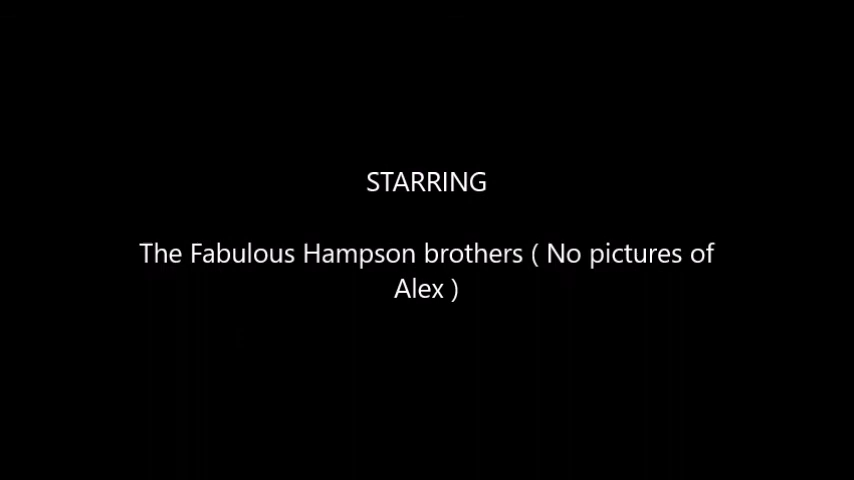 STARRING
The Fabulous Hampson brothers ( No pictures of
Alex )